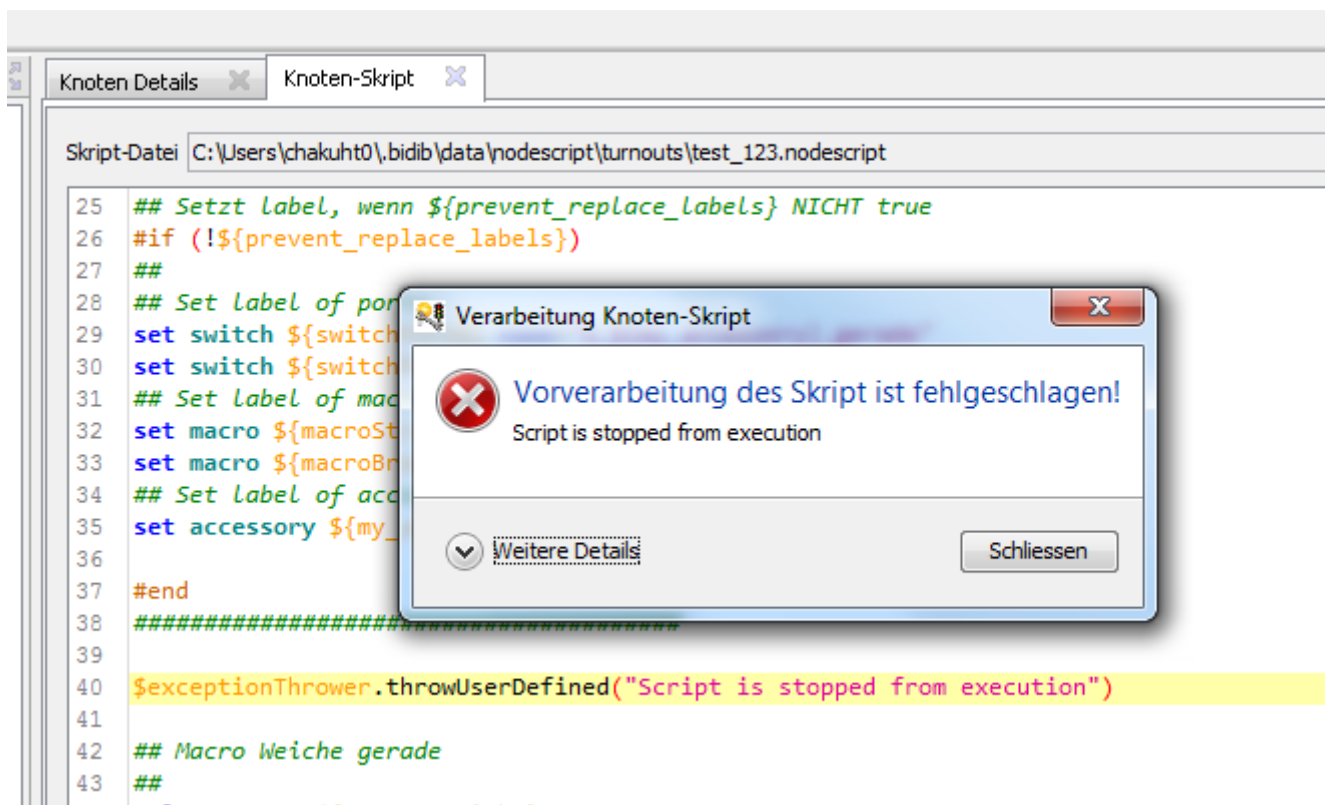 Knoten Details
Knoten-Skript
Skript-Datei C:\Users\chakuht0\.bidib\data\nodescript\turnouts\test_123.nodescript
25 ## Setzt label, wenn ${prevent_replace_labels} NICHT true
26 #if (!${prevent_replace_labels})
27 ##
28 ## Set label of por
29 set switch ${switch
30 set switch ${switch
31 ## Set label of mac
32 set macro ${macroSt
33 set macro ${macroBr
34 ## Set label of acc
35 set accessory ${my_
36
37 #end
38 #######################################
39
40 $exceptionThrower.throwUserDefined("Script is stopped from execution")
41
42 ## Macro Weiche gerade
43 ##
Verarbeitung Knoten-Skript
Vorverarbeitung des Skript ist fehlgeschlagen!
Script is stopped from execution
Weitere Details
Schliessen